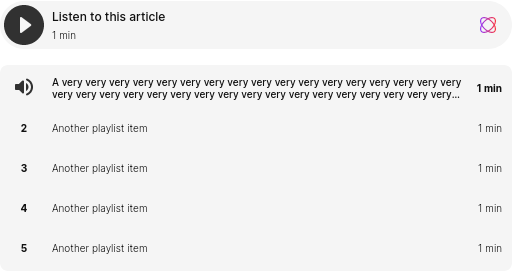 Listen to this article
1 min
A very very very very very very very very very very very very very very very very very
very very very very very very very very very very very very very very very very very...
1 min
2 Another playlist item 1 min
3 Another playlist item 1 min
4 Another playlist item 1 min
5 Another playlist item 1 min